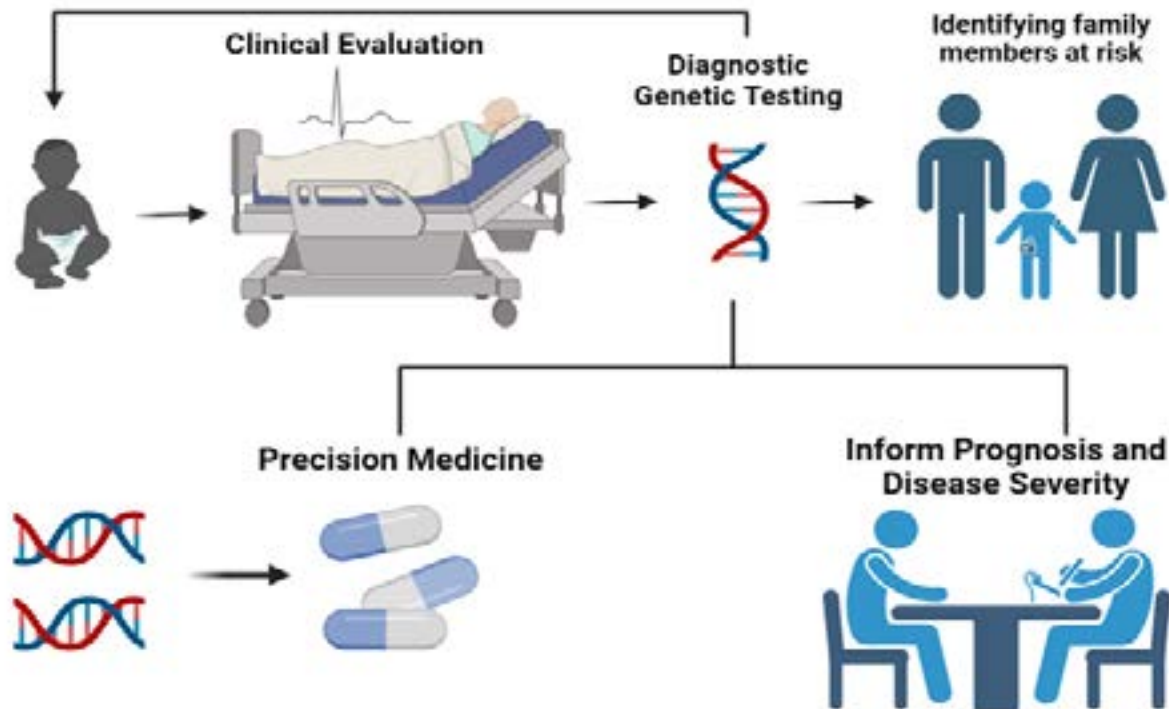 Clinical Evaluation
Diagnostic
Genetic Testing
Identifying family
members at risk
Precision Medicine
Inform Prognosis and
Disease Severity